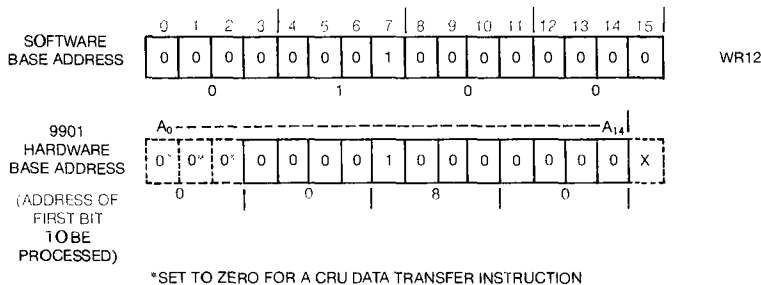 0 1 2 3 4 5 6 7 8 9 10 11 12 13 14 15
SOFTWARE
BASE ADDRESS
0 0 0 0 0 0 0 1 0 0 0 0 0 0 0 0
WR12
0 1 0 0
A0 A14
9901
HARDWARE
BASE ADDRESS
0* 0* 0* 0 0 0 0 1 0 0 0 0 0 0 0 X
0 0 8 0
(ADDRESS OF
FIRST BIT
TO BE
PROCESSED)
*SET TO ZERO FOR A CRU DATA TRANSFER INSTRUCTION